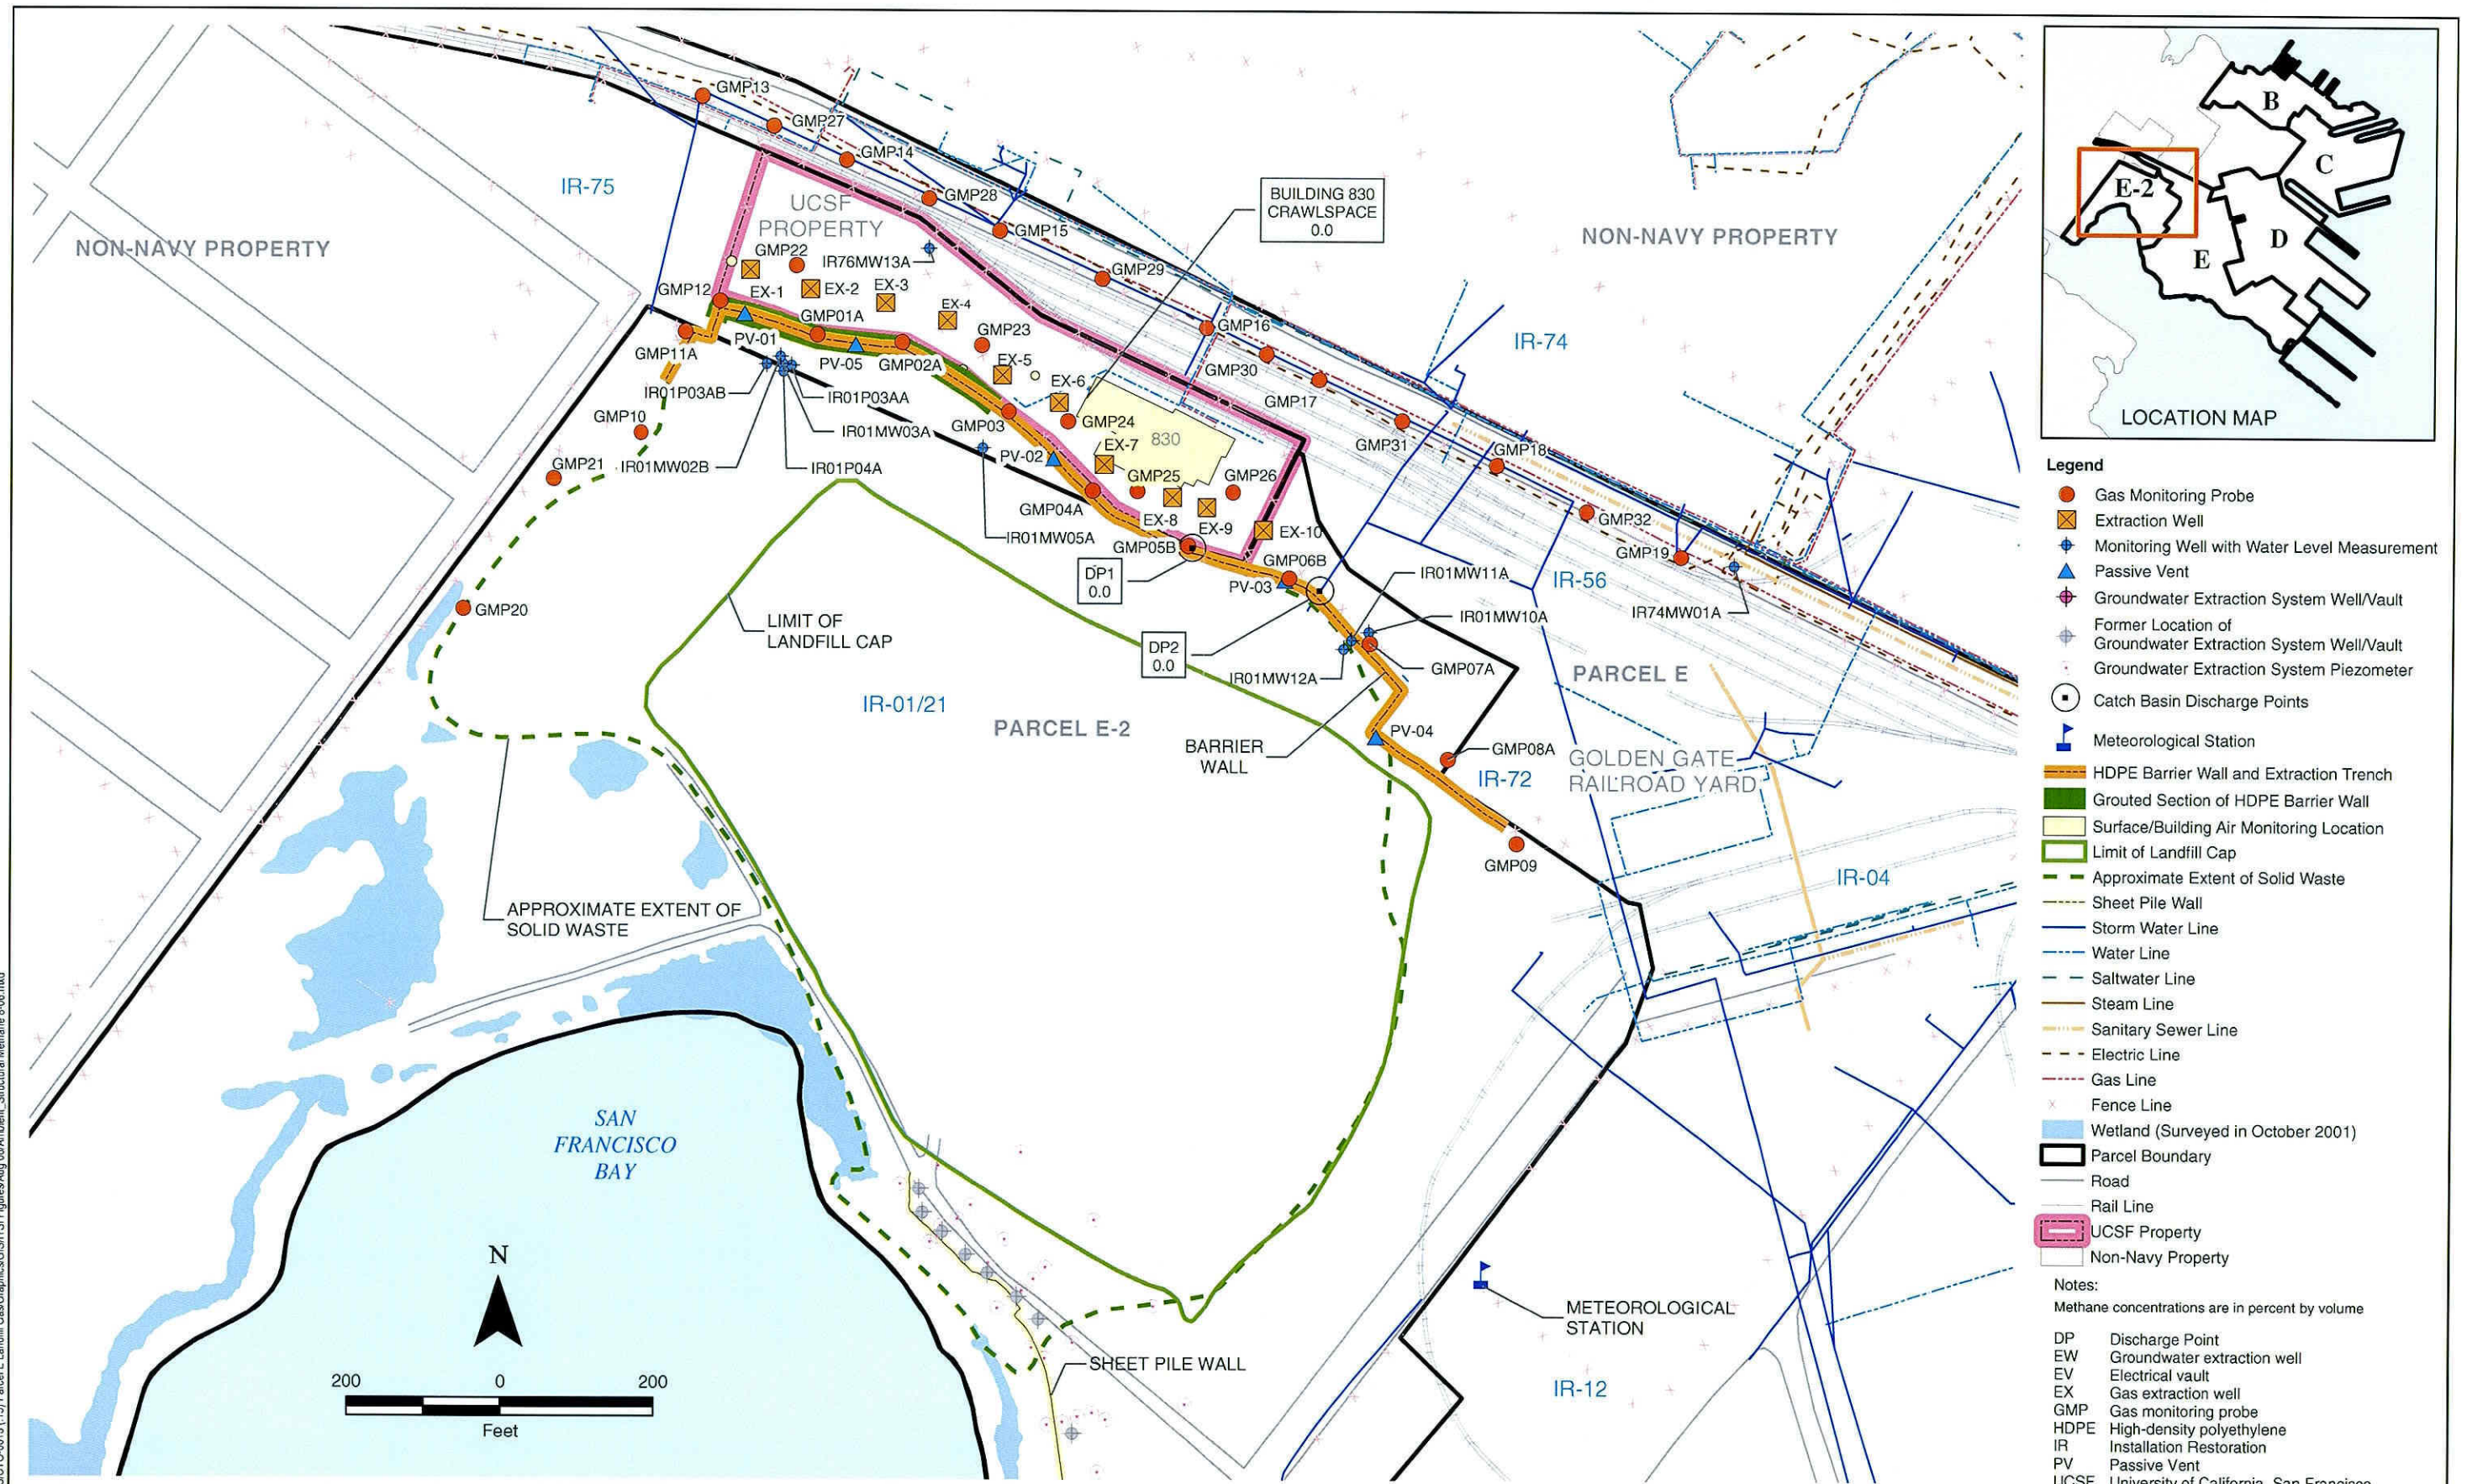 GMP13
GMP27
GMP14
GMP28
GMP15
GMP29
GMP16
GMP30
GMP17
GMP31
GMP18
GMP32
GMP19
IR-75
NON-NAVY PROPERTY
UCSF
PROPERTY
BUILDING 830
CRAWLSPACE
0.0
NON-NAVY PROPERTY
IR-74
GMP22
IR76MW13A
GMP12
EX-1
EX-2
EX-3
EX-4
GMP01A
GMP23
PV-01
PV-05
GMP02A
EX-5
EX-6
GMP11A
IR01P03AB
IR01P03AA
GMP10
IR01MW03A
GMP03
GMP24
830
EX-7
PV-02
GMP21
IR01MW02B
IR01P04A
GMP25
GMP26
GMP04A
EX-8
EX-9
EX-10
IR01MW05A
GMP05B
GMP06B
DP1
0.0
PV-03
IR01MW11A
IR-56
IR74MW01A
GMP20
LIMIT OF
LANDFILL CAP
IR01MW10A
DP2
0.0
GMP07A
IR01MW12A
PARCEL E
IR-01/21
PARCEL E-2
PV-04
BARRIER
WALL
GMP08A
IR-72
GOLDEN GATE
RAILROAD YARD
GMP09
IR-04
APPROXIMATE EXTENT OF
SOLID WASTE
SAN
FRANCISCO
BAY
N
200 0 200
Feet
SHEET PILE WALL
METEOROLOGICAL
STATION
IR-12
B
C
D
E
E-2
LOCATION MAP
Legend
Gas Monitoring Probe
Extraction Well
Monitoring Well with Water Level Measurement
Passive Vent
Groundwater Extraction System Well/Vault
Former Location of
Groundwater Extraction System Well/Vault
Groundwater Extraction System Piezometer
Catch Basin Discharge Points
Meteorological Station
HDPE Barrier Wall and Extraction Trench
Grouted Section of HDPE Barrier Wall
Surface/Building Air Monitoring Location
Limit of Landfill Cap
Approximate Extent of Solid Waste
Sheet Pile Wall
Storm Water Line
Water Line
Saltwater Line
Steam Line
Sanitary Sewer Line
Electric Line
Gas Line
Fence Line
Wetland (Surveyed in October 2001)
Parcel Boundary
Road
Rail Line
UCSF Property
Non-Navy Property
Notes:
Methane concentrations are in percent by volume
DP Discharge Point
EW Groundwater extraction well
EV Electrical vault
EX Gas extraction well
GMP Gas monitoring probe
HDPE High-density polyethylene
IR Installation Restoration
PV Passive Vent
UCSF University of California, San Francisco